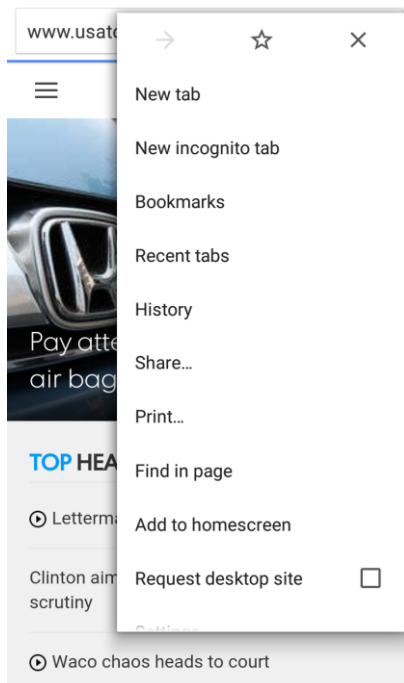 www.usato
New tab
New incognito tab
Bookmarks
Recent tabs
History
Share...
Print...
Find in page
Add to homescreen
Request desktop site
Pay atte
air bag
TOP HEA
Letterma
Clinton aim
scrutiny
Waco chaos heads to court